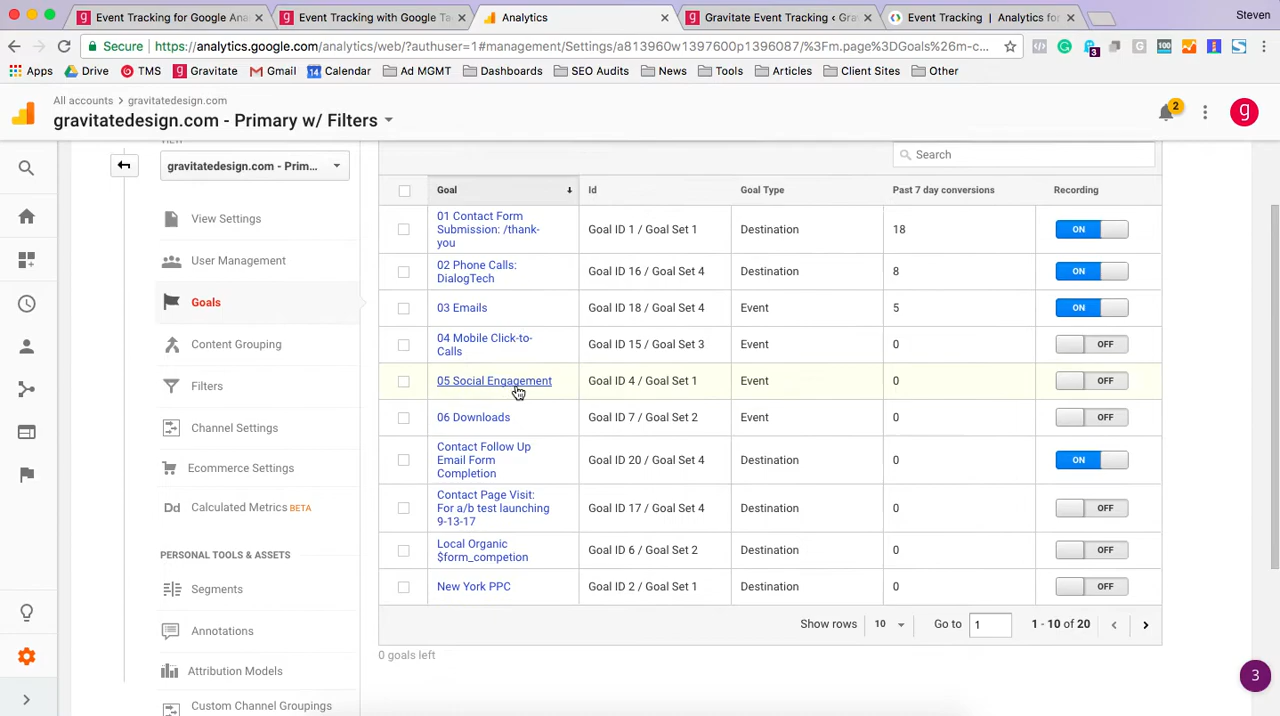 Event Tracking for Google Ana
Event Tracking with Google Ta
Analytics
Gravitate Event Tracking ‹ Gra
Event Tracking | Analytics for
Steven
Secure
https://analytics.google.com/analytics/web/?authuser=1#management/Settings/a813960w1397600p1390087/%3Fm.page%3Dgoals%26m-c...
Apps
Drive
TMS
Gravitate
Gmail
Calendar
Ad MGMT
Dashboards
SEO Audits
News
Tools
Articles
Client Sites
Other
All accounts > gravitatedesign.com
gravitatedesign.com - Primary w/ Filters
2
g
gravitatedesign.com - Prim...
Search
View Settings
User Management
Goals
Content Grouping
Filters
Channel Settings
Ecommerce Settings
Dd Calculated Metrics BETA
PERSONAL TOOLS & ASSETS
Segments
Annotations
Attribution Models
Custom Channel Groupings
Goal
Id
Goal Type
Past 7 day conversions
Recording
01 Contact Form
Submission: /thank-
you
Goal ID 1 / Goal Set 1
Destination
18
ON
02 Phone Calls:
DialogTech
Goal ID 16 / Goal Set 4
Destination
8
ON
03 Emails
Goal ID 18 / Goal Set 4
Event
5
ON
04 Mobile Click-to-
Calls
Goal ID 15 / Goal Set 3
Event
0
OFF
05 Social Engagement
Goal ID 4 / Goal Set 1
Event
0
OFF
06 Downloads
Goal ID 7 / Goal Set 2
Event
0
OFF
Contact Follow Up
Email Form
Completion
Goal ID 20 / Goal Set 4
Destination
0
ON
Contact Page Visit:
For a/b test launching
9-13-17
Goal ID 17 / Goal Set 4
Destination
0
OFF
Local Organic
$form_competion
Goal ID 6 / Goal Set 2
Destination
0
OFF
New York PPC
Goal ID 2 / Goal Set 1
Destination
0
OFF
Show rows
10
Go to
1
1 - 10 of 20
0 goals left
3